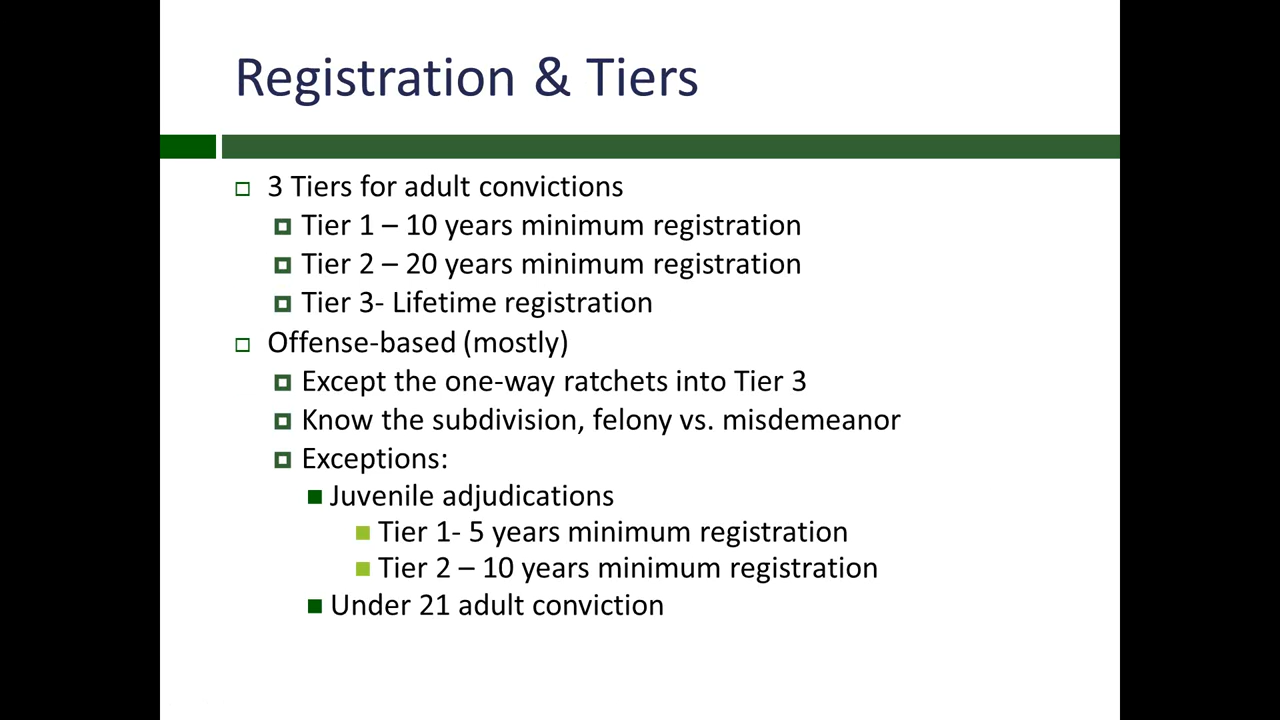 Registration & Tiers
3 Tiers for adult convictions
Tier 1 – 10 years minimum registration
Tier 2 – 20 years minimum registration
Tier 3- Lifetime registration
Offense-based (mostly)
Except the one-way ratchets into Tier 3
Know the subdivision, felony vs. misdemeanor
Exceptions:
Juvenile adjudications
Tier 1- 5 years minimum registration
Tier 2 – 10 years minimum registration
Under 21 adult conviction